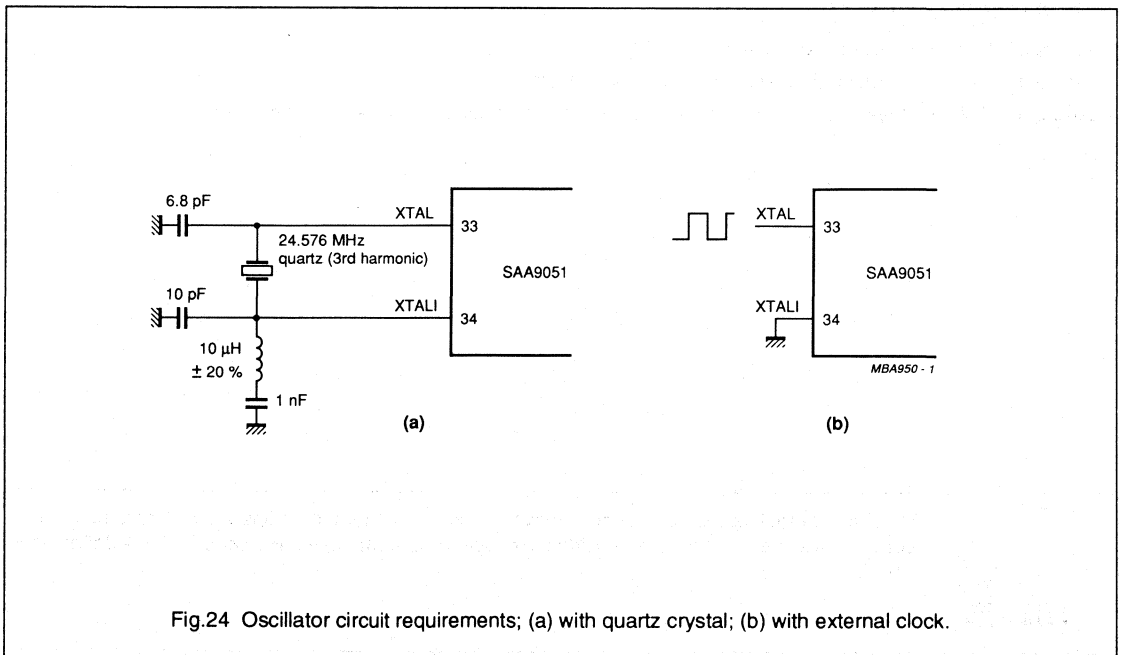 6.8 pF
XTAL
33
24.576 MHz
quartz (3rd harmonic)
SAA9051
10 pF
XTALI
34
10 µH
± 20 %
1 nF
(a)
XTAL
33
SAA9051
XTALI
34
MBA950 - 1
(b)
Fig.24 Oscillator circuit requirements; (a) with quartz crystal; (b) with external clock.